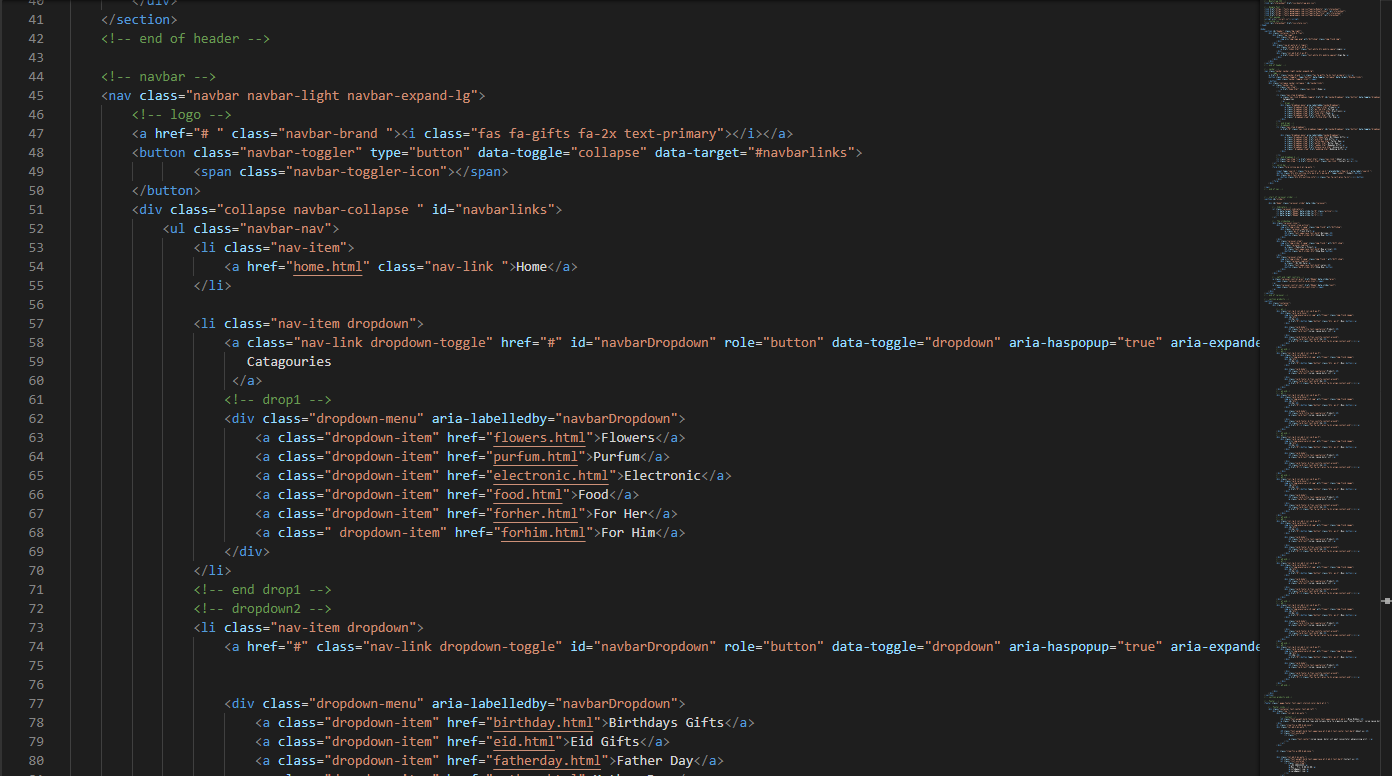 40 </div>
41 </section>
42 <!-- end of header -->
43
44 <!-- navbar -->
45 <nav class="navbar navbar-light navbar-expand-lg">
46 <!-- logo -->
47 <a href="# " class="navbar-brand "><i class="fas fa-gifts fa-2x text-primary"></i></a>
48 <button class="navbar-toggler" type="button" data-toggle="collapse" data-target="#navbarlinks">
49 <span class="navbar-toggler-icon"></span>
50 </button>
51 <div class="collapse navbar-collapse " id="navbarlinks">
52 <ul class="navbar-nav">
53 <li class="nav-item">
54 <a href="home.html" class="nav-link ">Home</a>
55 </li>
56
57 <li class="nav-item dropdown">
58 <a class="nav-link dropdown-toggle" href="#" id="navbarDropdown" role="button" data-toggle="dropdown" aria-haspopup="true" aria-expande
59 Catagouries
60 </a>
61 <!-- drop1 -->
62 <div class="dropdown-menu" aria-labelledby="navbarDropdown">
63 <a class="dropdown-item" href="flowers.html">Flowers</a>
64 <a class="dropdown-item" href="purfum.html">Purfum</a>
65 <a class="dropdown-item" href="electronic.html">Electronic</a>
66 <a class="dropdown-item" href="food.html">Food</a>
67 <a class="dropdown-item" href="forher.html">For Her</a>
68 <a class=" dropdown-item" href="forhim.html">For Him</a>
69 </div>
70 </li>
71 <!-- end drop1 -->
72 <!-- dropdown2 -->
73 <li class="nav-item dropdown">
74 <a href="#" class="nav-link dropdown-toggle" id="navbarDropdown" role="button" data-toggle="dropdown" aria-haspopup="true" aria-expande
75
76
77 <div class="dropdown-menu" aria-labelledby="navbarDropdown">
78 <a class="dropdown-item" href="birthday.html">Birthdays Gifts</a>
79 <a class="dropdown-item" href="eid.html">Eid Gifts</a>
80 <a class="dropdown-item" href="fatherday.html">Father Day</a>